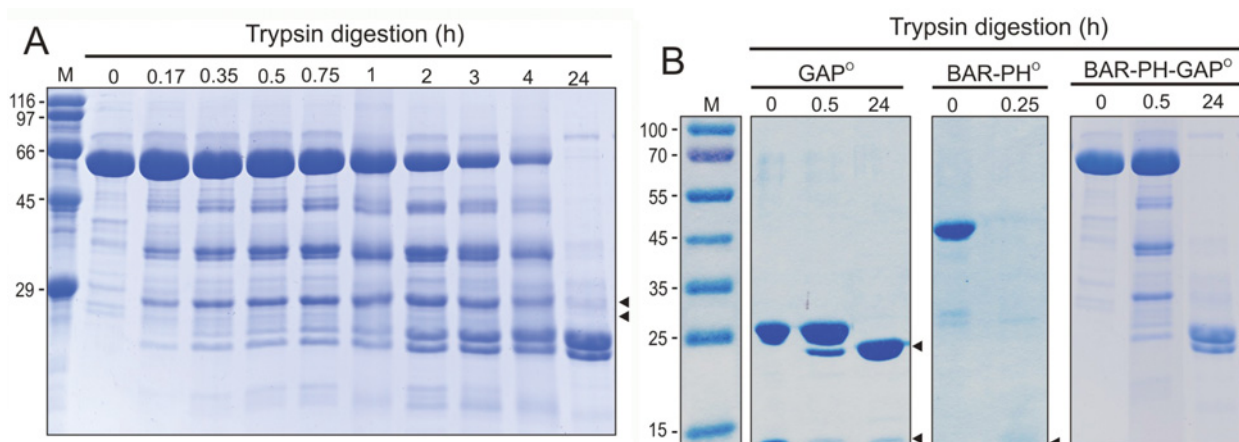 A
Trypsin digestion (h)
M 0 0.17 0.35 0.5 0.75 1 2 3 4 24
116
97
66
45
29
B
Trypsin digestion (h)
GAP° BAR-PH° BAR-PH-GAP°
M 0 0.5 24 0 0.25 0 0.5 24
100
70
55
45
35
25
15